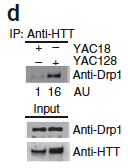 d
IP: Anti-HTT
+ − YAC18
− + YAC128
Anti-Drp1
1 16 AU
Input
Anti-Drp1
Anti-HTT